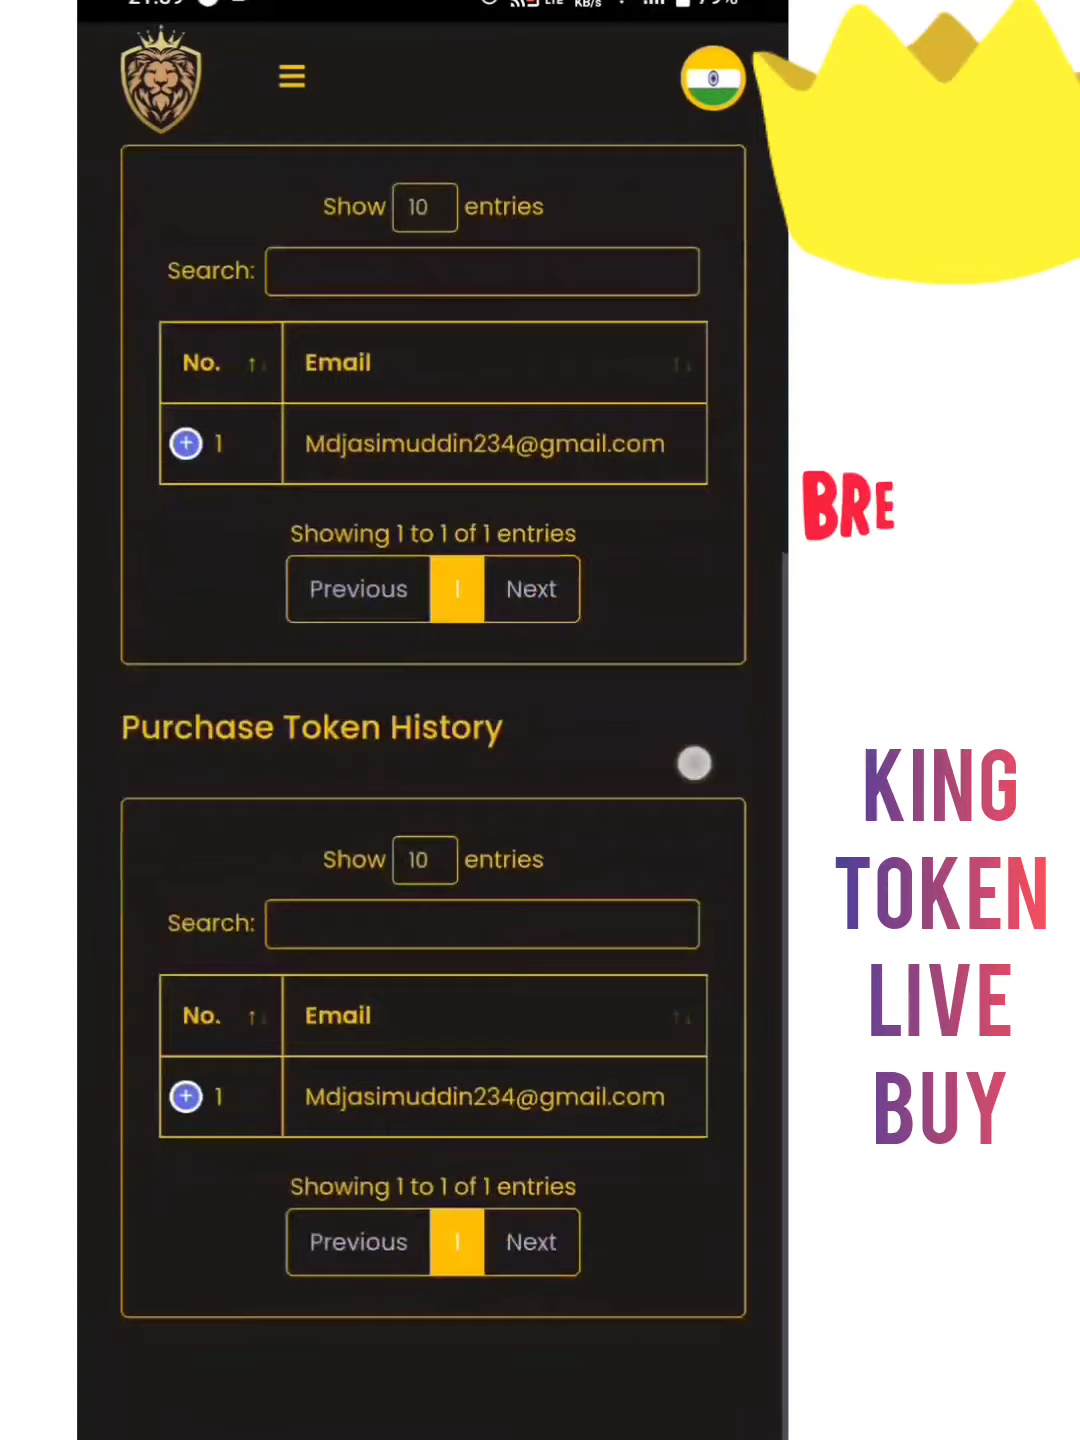 LTE KB/s
Show 10 entries
Search:
No. Email
1 Mdjasimuddin234@gmail.com
Showing 1 to 1 of 1 entries
Previous 1 Next
BRE
Purchase Token History
KING
TOKEN
LIVE
BUY
Show 10 entries
Search:
No. Email
1 Mdjasimuddin234@gmail.com
Showing 1 to 1 of 1 entries
Previous 1 Next